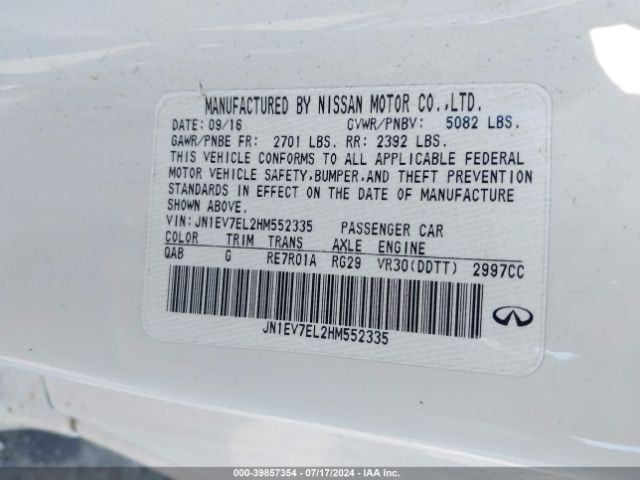 MANUFACTURED BY NISSAN MOTOR CO.,LTD.
DATE: 09/16 GVWR/PNBV: 5082 LBS.
GAWR/PNBE FR: 2701 LBS. RR: 2392 LBS.
THIS VEHICLE CONFORMS TO ALL APPLICABLE FEDERAL
MOTOR VEHICLE SAFETY,BUMPER,AND THEFT PREVENTION
STANDARDS IN EFFECT ON THE DATE OF MANUFACTURE
SHOWN ABOVE.
VIN: JN1EV7EL2HM552335 PASSENGER CAR
COLOR TRIM TRANS AXLE ENGINE
QAB G RE7R01A RG29 VR30(DDTT) 2997CC
JN1EV7EL2HM552335
000-39857354 | 07/17/2024 | IAA, Inc.